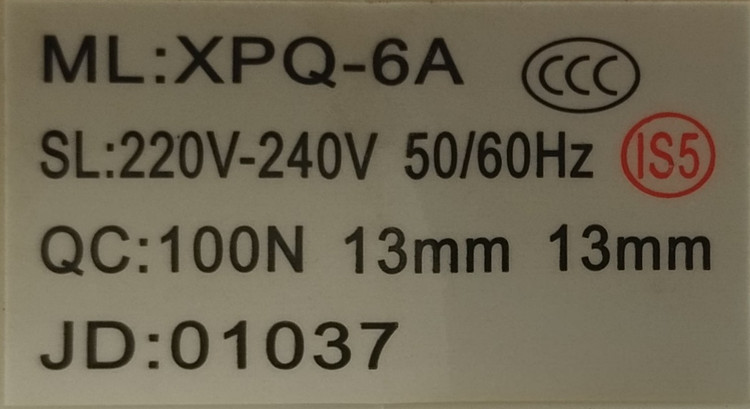 ML:XPQ-6A CCC
SL:220V-240V 50/60Hz IS5
QC:100N 13mm 13mm
JD:01037